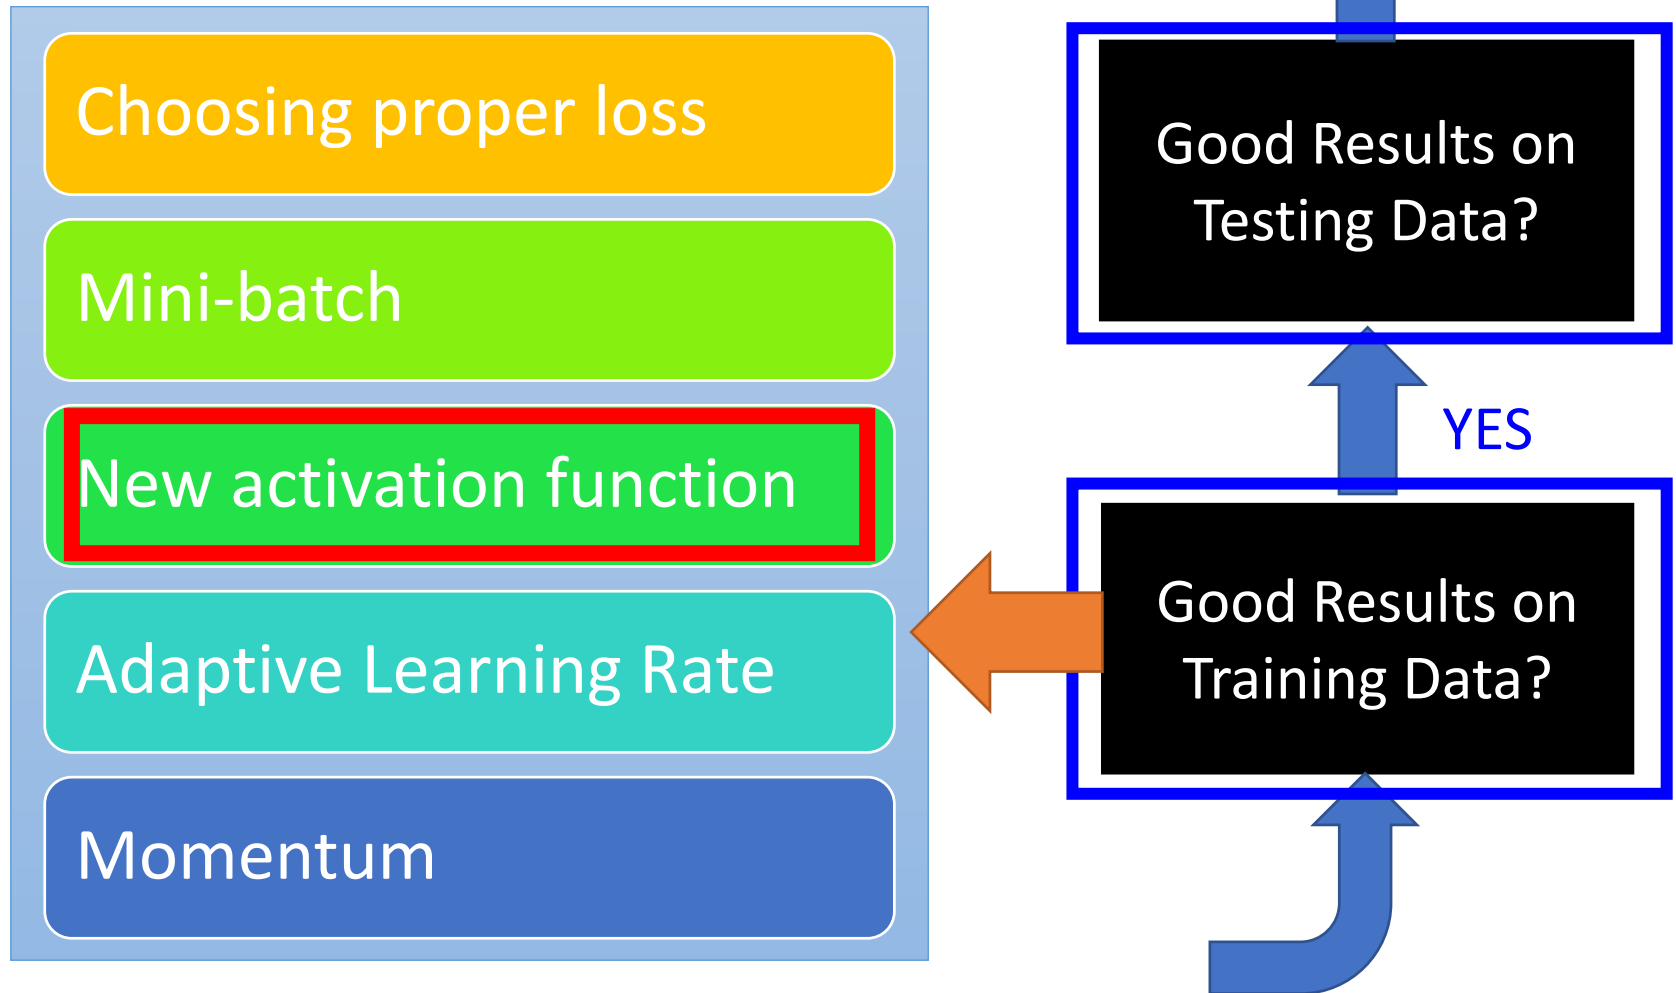 Choosing proper loss
Mini-batch
New activation function
Adaptive Learning Rate
Momentum
Good Results on
Testing Data?
YES
Good Results on
Training Data?